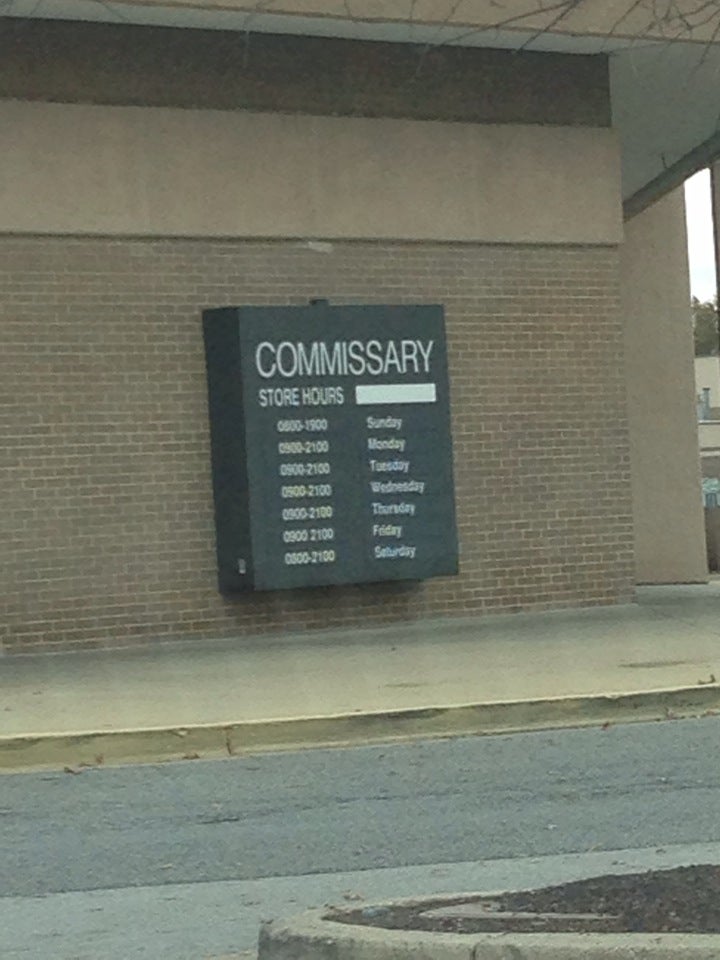 COMMISSARY
STORE HOURS
0800-1900 Sunday
0900-2100 Monday
0900-2100 Tuesday
0900-2100 Wednesday
0900-2100 Thursday
0900 2100 Friday
0800-2100 Saturday